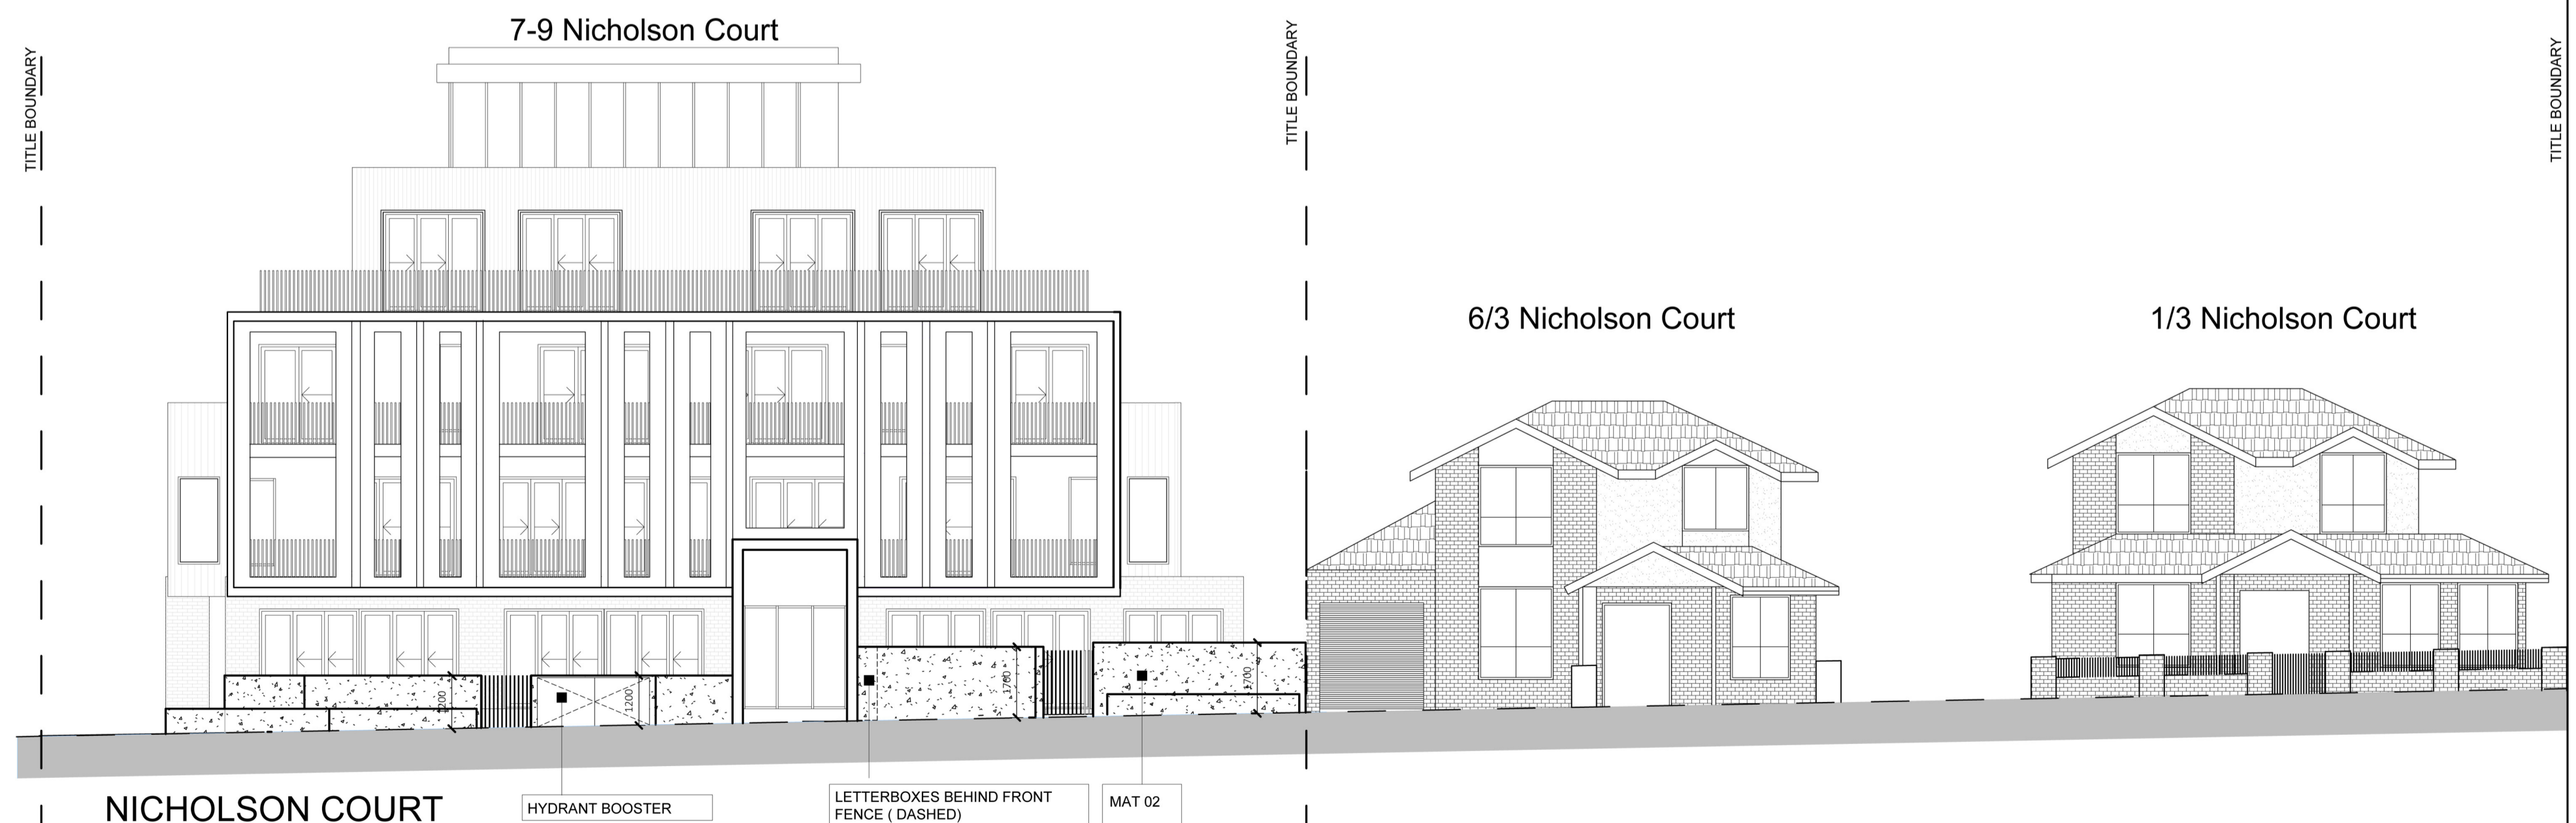 7-9 Nicholson Court
TITLE BOUNDARY
TITLE BOUNDARY
TITLE BOUNDARY
6/3 Nicholson Court
1/3 Nicholson Court
1200
1200
1700
1700
NICHOLSON COURT
HYDRANT BOOSTER
LETTERBOXES BEHIND FRONT
FENCE ( DASHED)
MAT 02